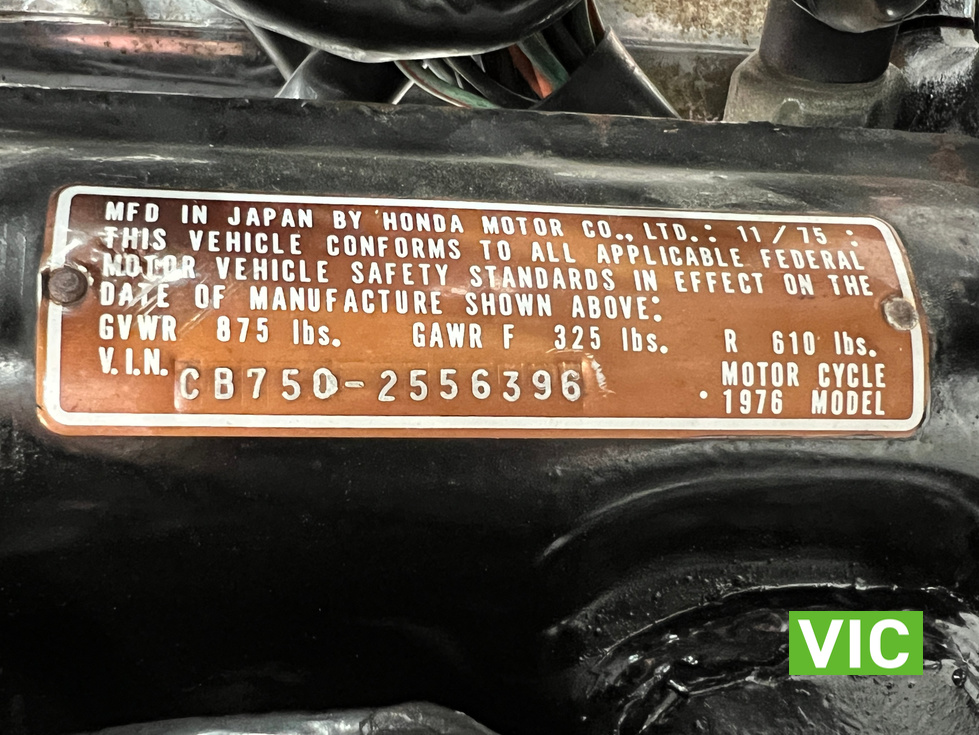 MFD IN JAPAN BY HONDA MOTOR CO., LTD.: 11/75 :
THIS VEHICLE CONFORMS TO ALL APPLICABLE FEDERAL
MOTOR VEHICLE SAFETY STANDARDS IN EFFECT ON THE
DATE OF MANUFACTURE SHOWN ABOVE:
GVWR 875 lbs. GAWR F 325 lbs. R 610 lbs.
V.I.N. CB750-2556396 MOTOR CYCLE
1976 MODEL
VIC